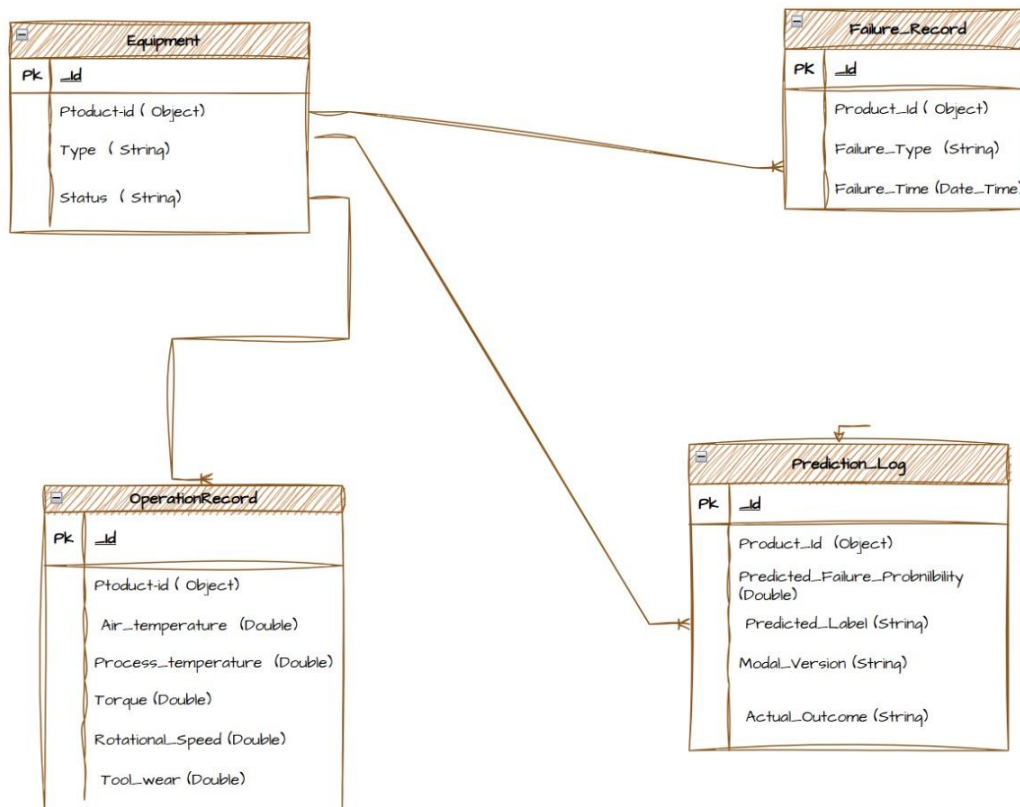 Equipment
PK _Id
Ptoduct-id ( Object)
Type ( String)
Status ( String)
Failure_Record
PK _Id
Product_Id ( Object)
Failure_Type (String)
Failure_Time (Date_Time)
OperationRecord
PK _Id
Ptoduct-id ( Object)
Air_temperature (Double)
Process_temperature (Double)
Torque (Double)
Rotational_Speed (Double)
Tool_wear (Double)
Prediction_Log
PK _Id
Product_Id (Object)
Predicted_Failure_Probnilbility
(Double)
Predicted_Label (String)
Modal_Version (String)
Actual_Outcome (String)